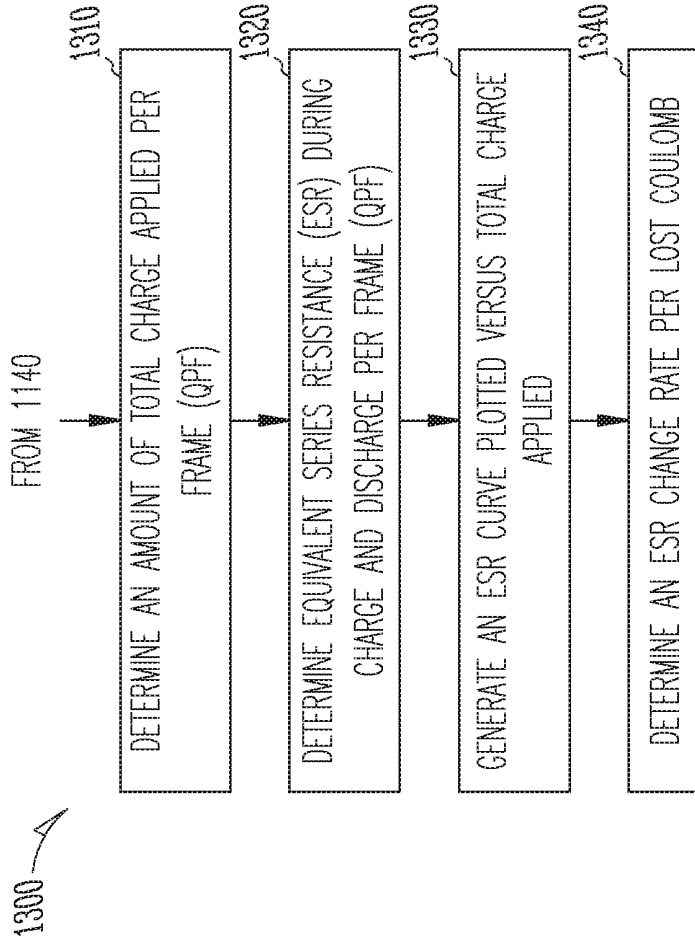 1300
FROM 1140
1310
DETERMINE AN AMOUNT OF TOTAL CHARGE APPLIED PER
FRAME (QPF)
1320
DETERMINE EQUIVALENT SERIES RESISTANCE (ESR) DURING
CHARGE AND DISCHARGE PER FRAME (QPF)
1330
GENERATE AN ESR CURVE PLOTTED VERSUS TOTAL CHARGE
APPLIED
1340
DETERMINE AN ESR CHANGE RATE PER LOST COULOMB